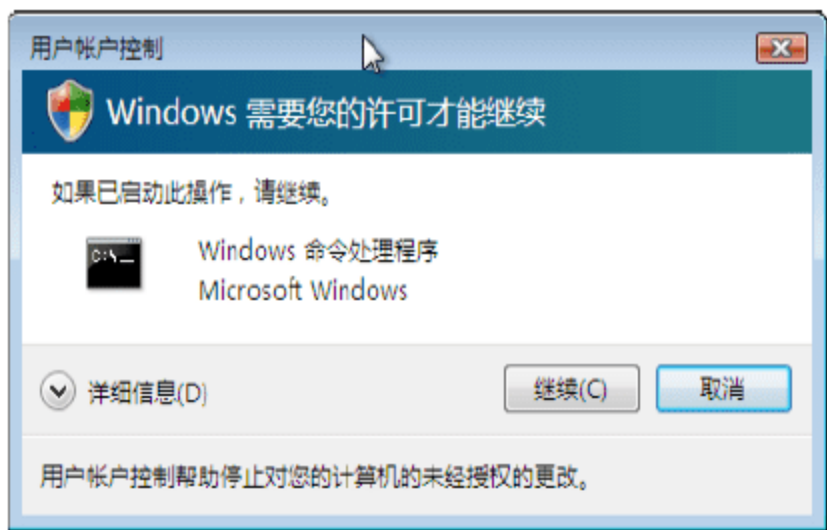 用户帐户控制
Windows 需要您的许可才能继续
如果已启动此操作，请继续。
C:\_
Windows 命令处理程序
Microsoft Windows
详细信息(D)
继续(C)
取消
用户帐户控制帮助停止对您的计算机的未经授权的更改。